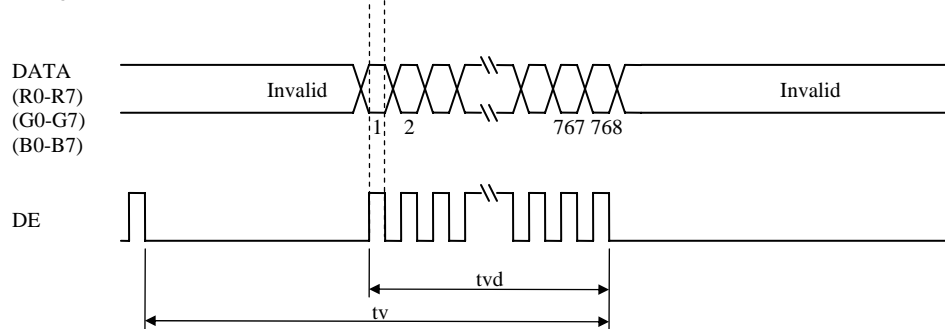 DATA
(R0-R7)
(G0-G7)
(B0-B7)
Invalid
Invalid
1 2 767 768
DE
tvd
tv